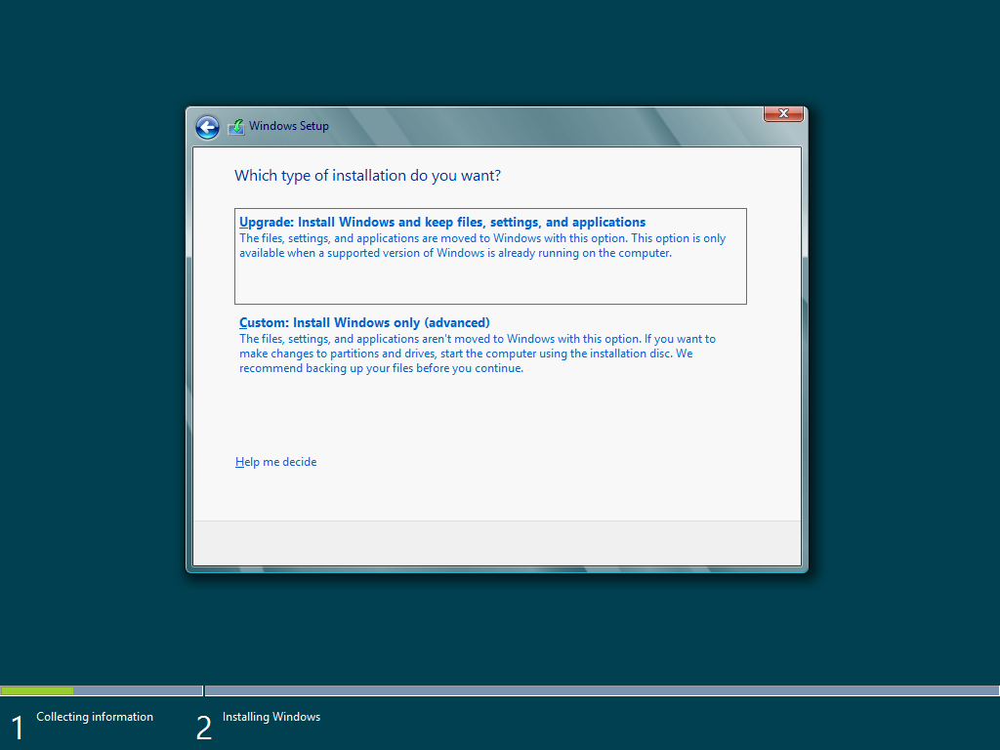 Windows Setup
Which type of installation do you want?
Upgrade: Install Windows and keep files, settings, and applications
The files, settings, and applications are moved to Windows with this option. This option is only
available when a supported version of Windows is already running on the computer.
Custom: Install Windows only (advanced)
The files, settings, and applications aren't moved to Windows with this option. If you want to
make changes to partitions and drives, start the computer using the installation disc. We
recommend backing up your files before you continue.
Help me decide
1 Collecting information
2 Installing Windows